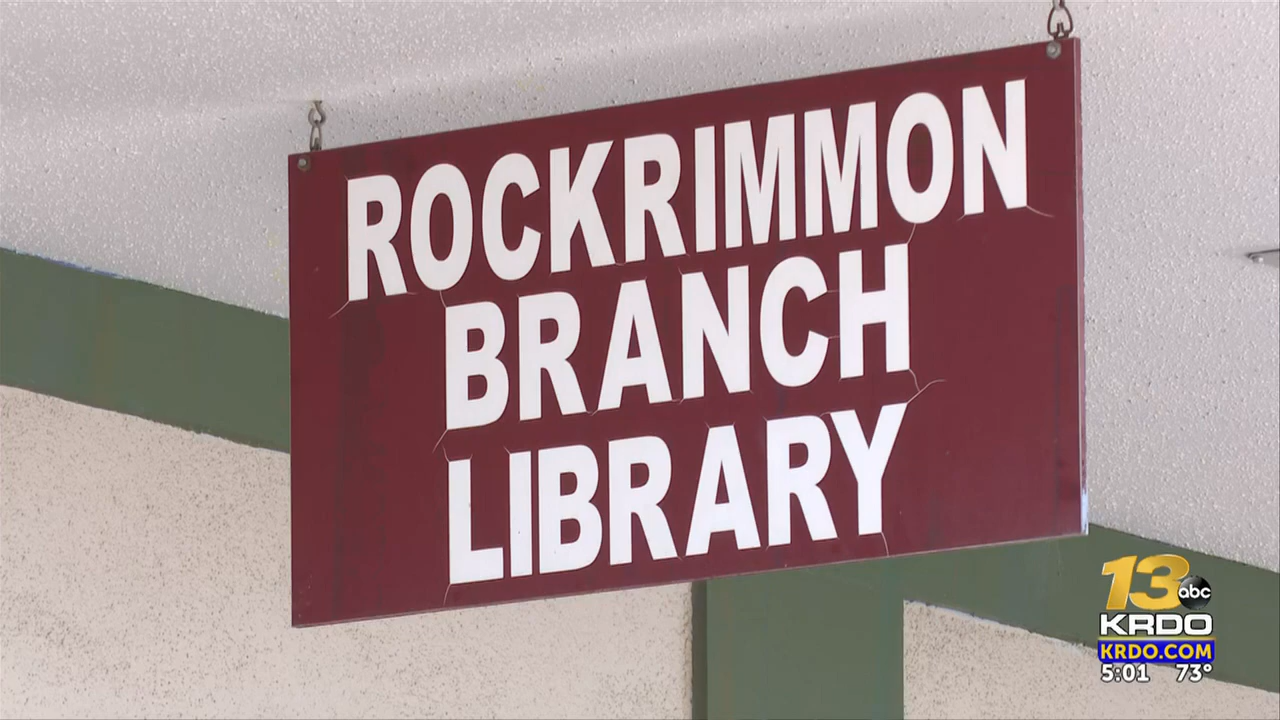 ROCKRIMMON
BRANCH
LIBRARY
13 abc
KRDO
KRDO.COM
5:01 73°